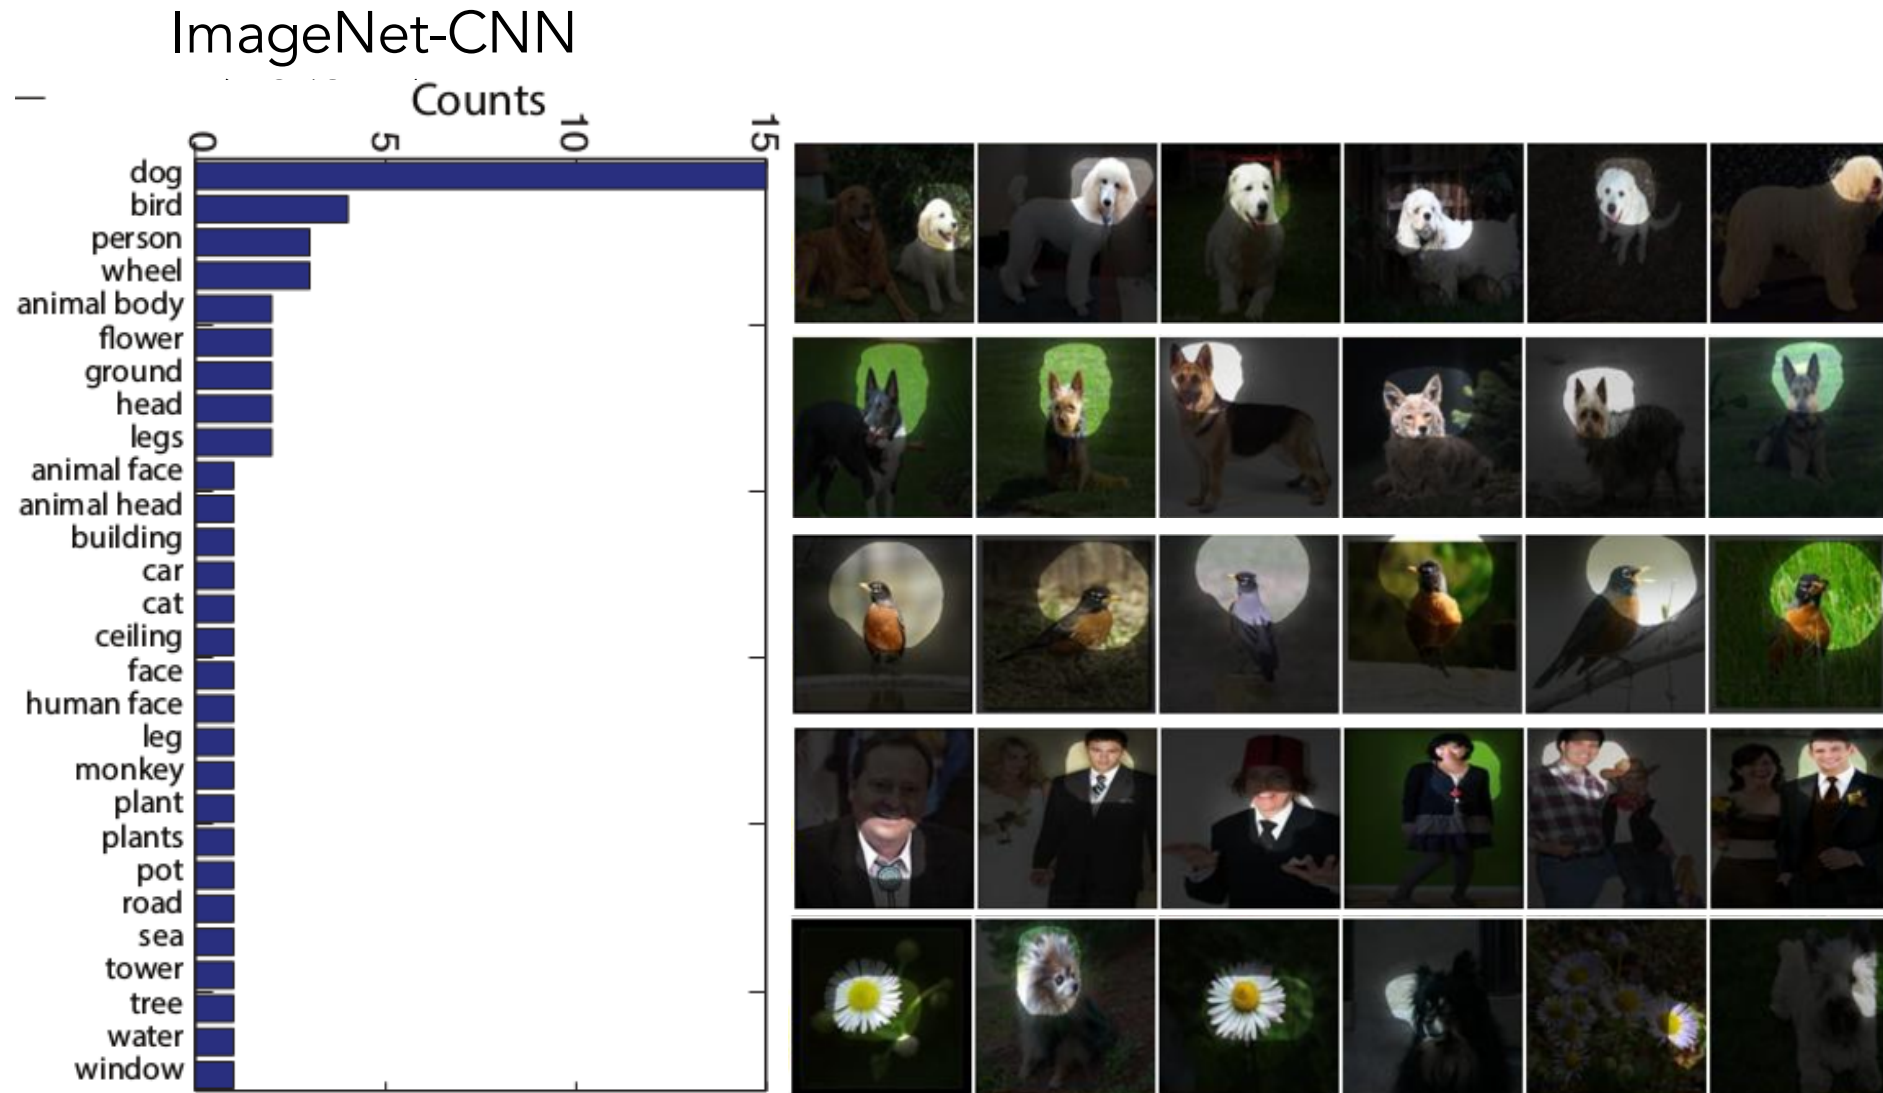 ImageNet-CNN
Counts
0 5 10 15
dog
bird
person
wheel
animal body
flower
ground
head
legs
animal face
animal head
building
car
cat
ceiling
face
human face
leg
monkey
plant
plants
pot
road
sea
tower
tree
water
window